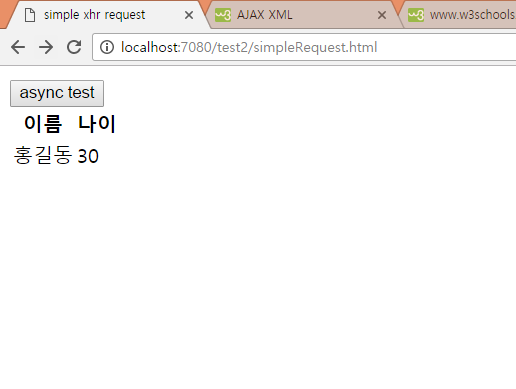 simple xhr request
AJAX XML
www.w3schools
localhost:7080/test2/simpleRequest.html
async test
이름 나이
홍길동 30